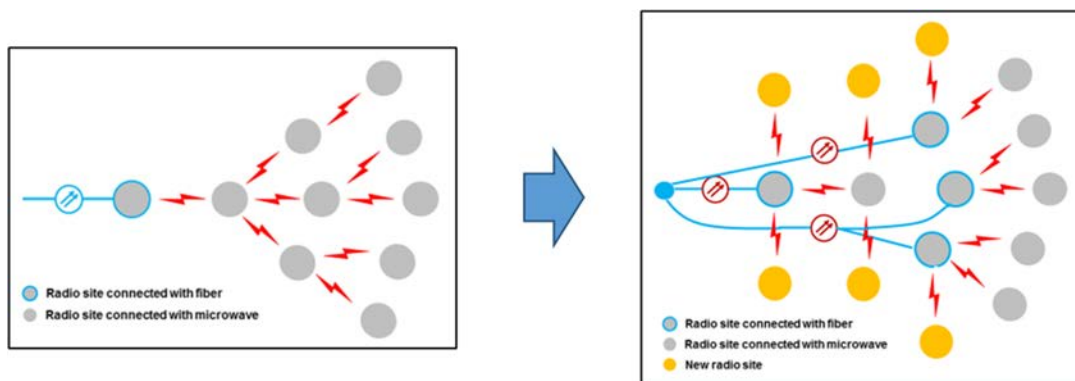 Radio site connected with fiber
Radio site connected with microwave
Radio site connected with fiber
Radio site connected with microwave
New radio site